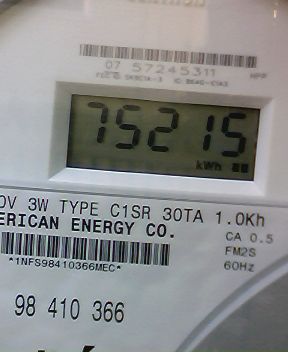 07 57245311
HPP
75215
kWh
0V 3W TYPE C1SR 30TA 1.0Kh
ERICAN ENERGY CO.
CA 0.5
FM2S
*1NFS98410366MEC*
60Hz
98 410 366